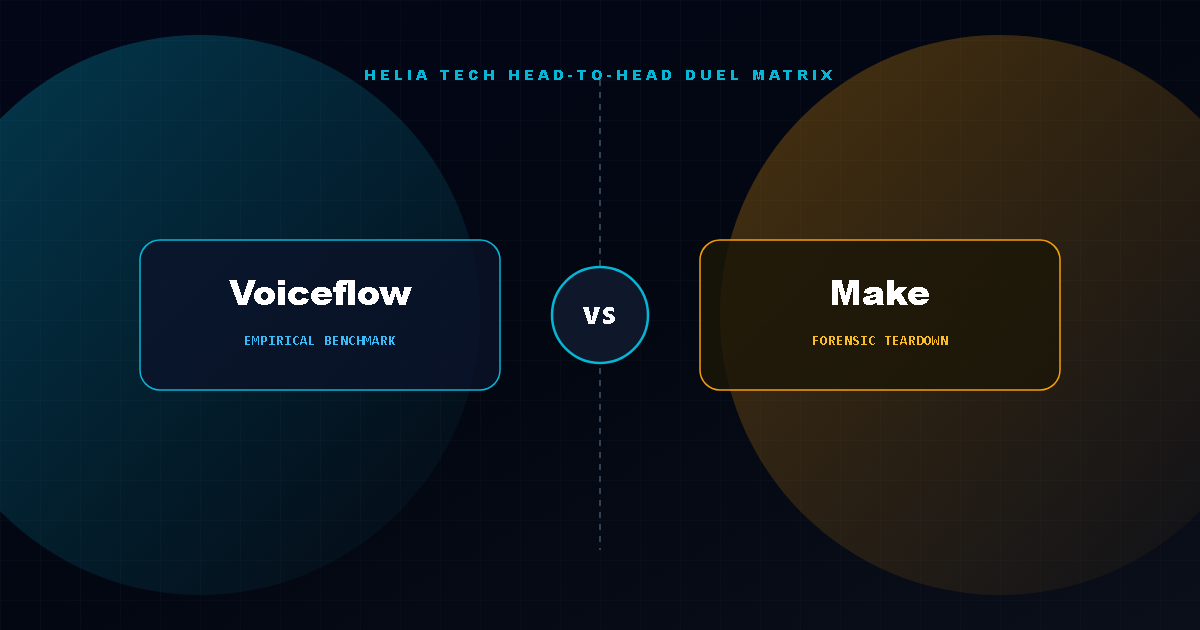 HELIA TECH HEAD-TO-HEAD DUEL MATRIX
Voiceflow
EMPIRICAL BENCHMARK
VS
Make
FORENSIC TEARDOWN